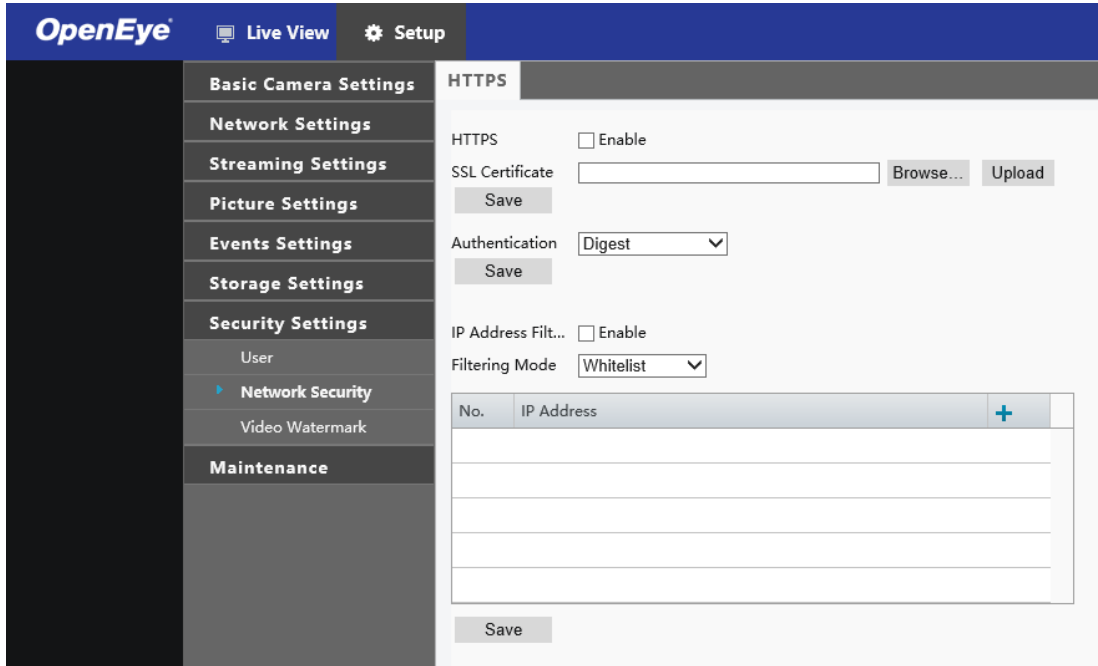 OpenEye Live View Setup
Basic Camera Settings
Network Settings
Streaming Settings
Picture Settings
Events Settings
Storage Settings
Security Settings
User
Network Security
Video Watermark
Maintenance
HTTPS
HTTPS Enable
SSL Certificate Browse... Upload
Save
Authentication Digest
Save
IP Address Filt... Enable
Filtering Mode Whitelist
No. IP Address +
Save